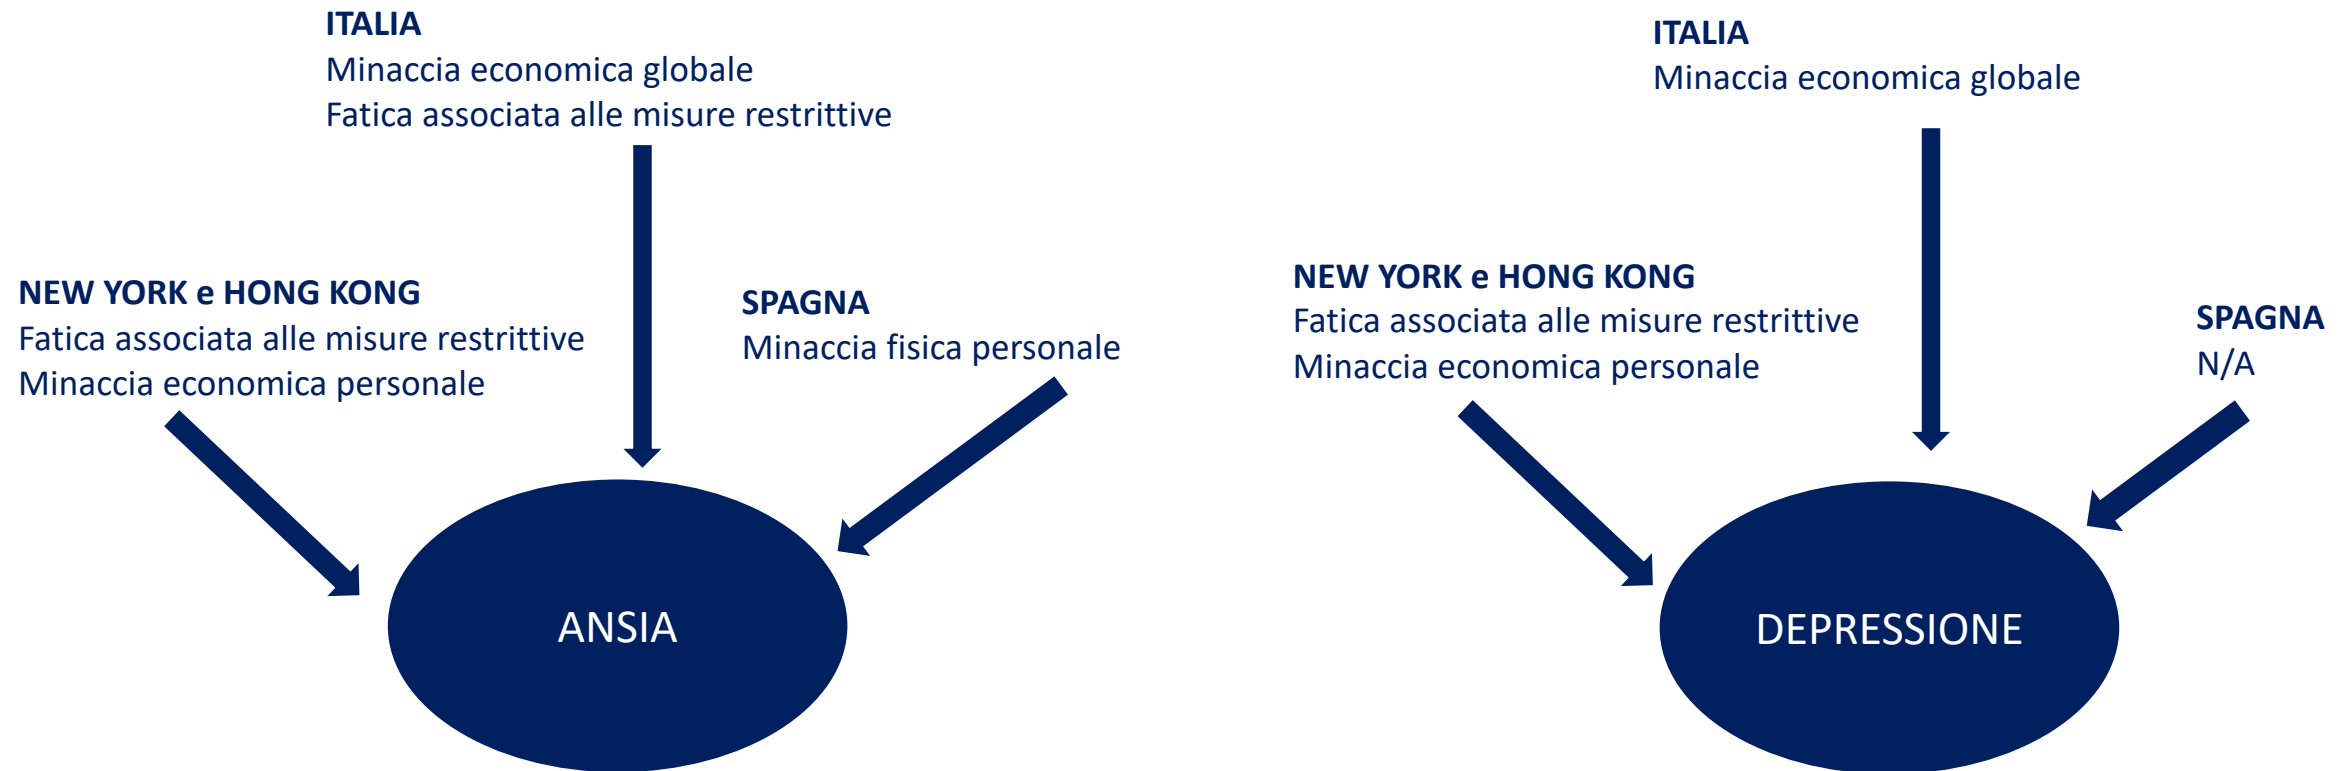 ITALIA
Minaccia economica globale
Fatica associata alle misure restrittive
NEW YORK e HONG KONG
Fatica associata alle misure restrittive
Minaccia economica personale
SPAGNA
Minaccia fisica personale
ANSIA
ITALIA
Minaccia economica globale
NEW YORK e HONG KONG
Fatica associata alle misure restrittive
Minaccia economica personale
SPAGNA
N/A
DEPRESSIONE